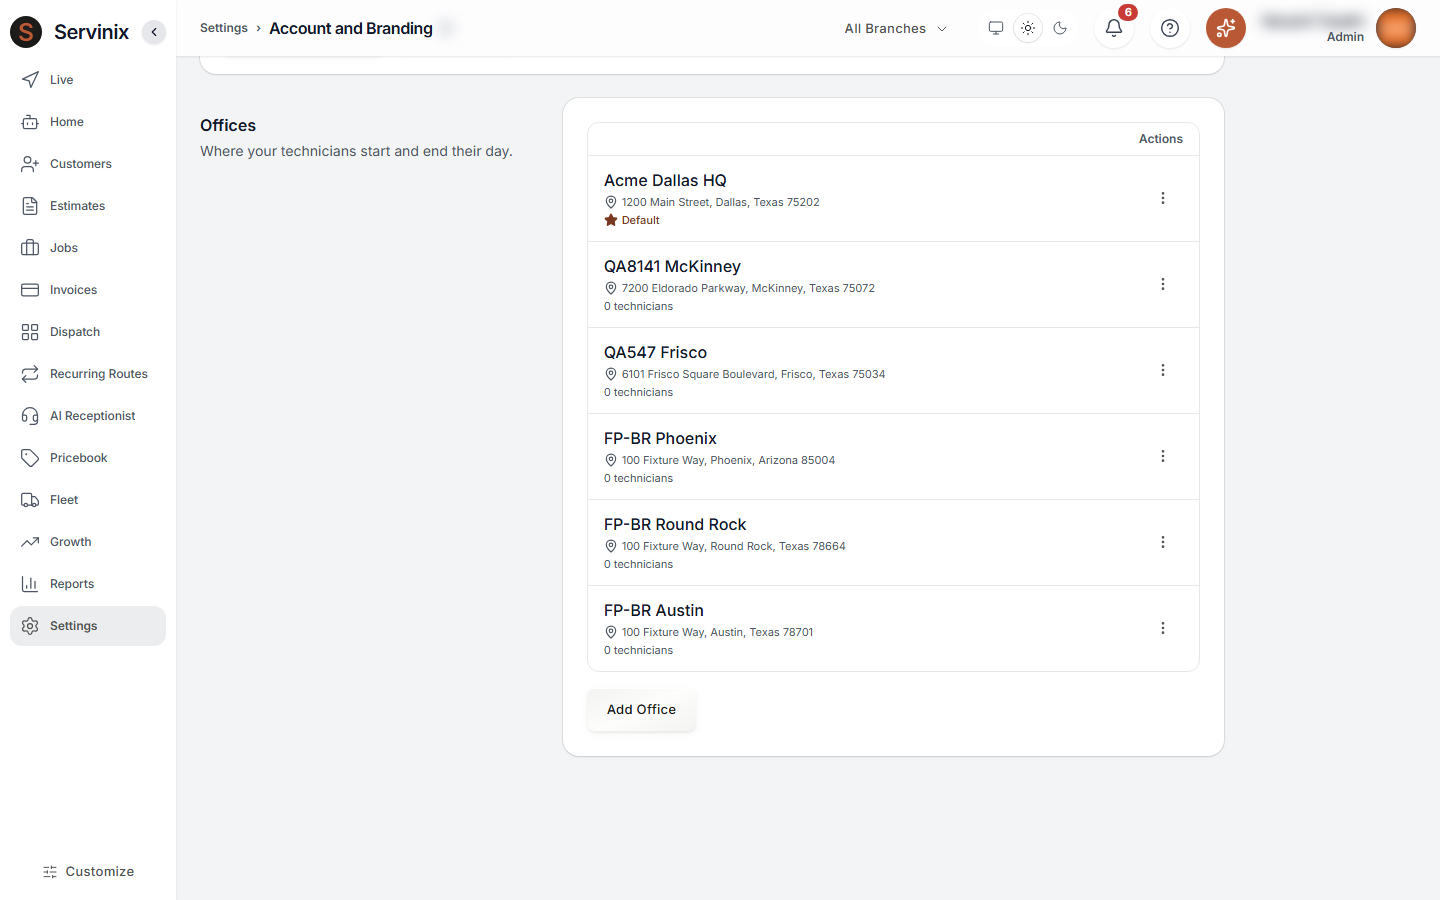 Servinix
Settings › Account and Branding
All Branches
6
Admin
Live
Home
Customers
Estimates
Jobs
Invoices
Dispatch
Recurring Routes
AI Receptionist
Pricebook
Fleet
Growth
Reports
Settings
Customize
Offices
Where your technicians start and end their day.
Actions
Acme Dallas HQ
1200 Main Street, Dallas, Texas 75202
Default
QA8141 McKinney
7200 Eldorado Parkway, McKinney, Texas 75072
0 technicians
QA547 Frisco
6101 Frisco Square Boulevard, Frisco, Texas 75034
0 technicians
FP-BR Phoenix
100 Fixture Way, Phoenix, Arizona 85004
0 technicians
FP-BR Round Rock
100 Fixture Way, Round Rock, Texas 78664
0 technicians
FP-BR Austin
100 Fixture Way, Austin, Texas 78701
0 technicians
Add Office